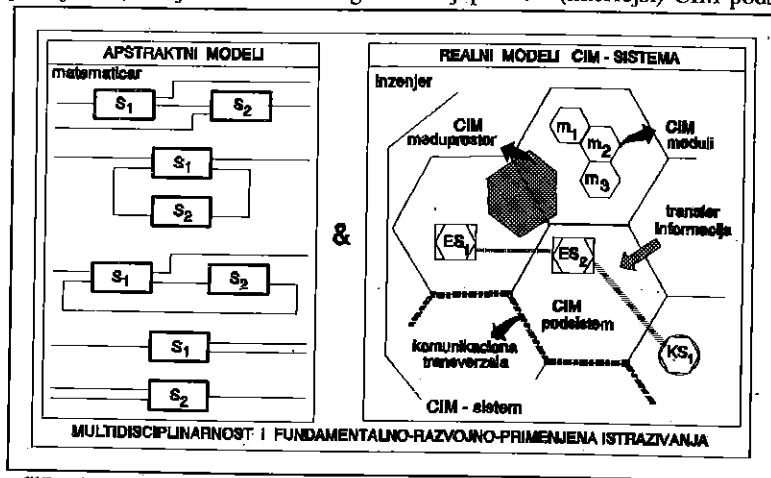 APSTRAKTNI MODELI
matematicar
S1
S2
S1
S2
S1
S2
S1
S2
&
REALNI MODELI CIM - SISTEMA
inzenjer
CIM
meduprostor
m1
m2
m3
CIM
moduli
transfer
informacija
ES1
ES2
CIM
podsistem
komunikaciona
transverzala
KS1
CIM - sistem
MULTIDISCIPLINARNOST I FUNDAMENTALNO-RAZVOJNO-PRIMENJENA ISTRAZIVANJA